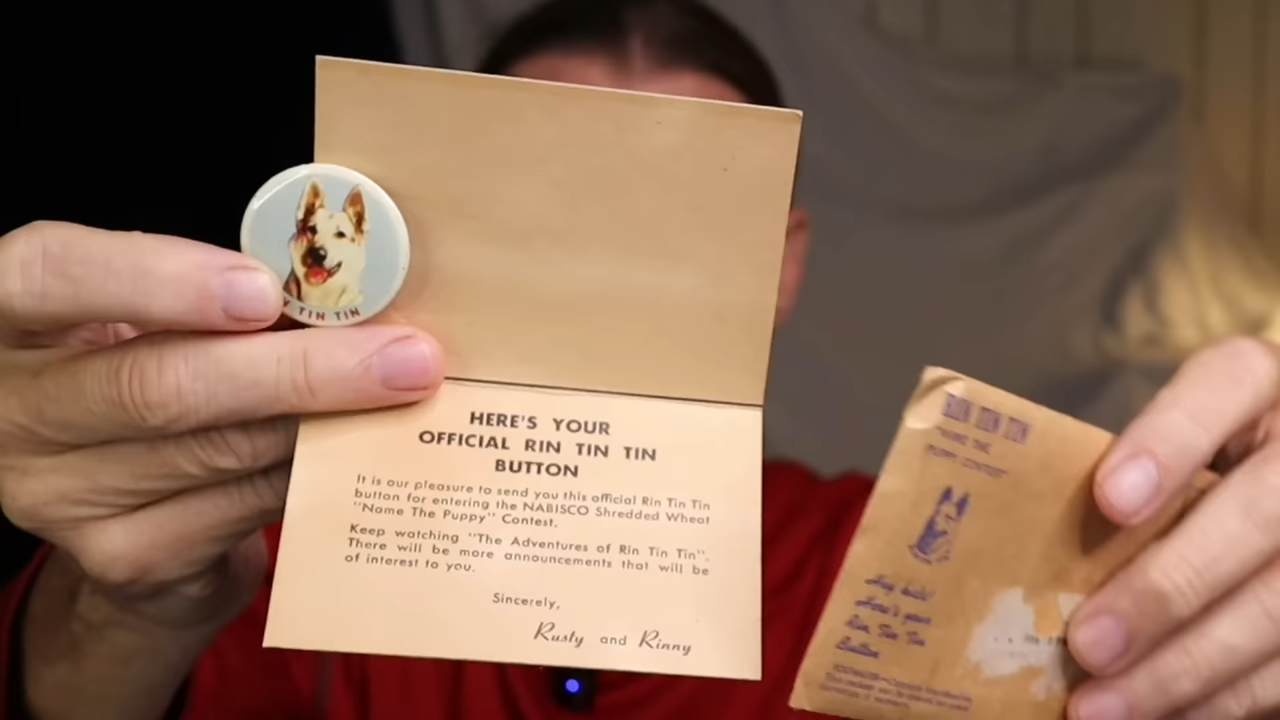 TIN TIN
HERE'S YOUR
OFFICIAL RIN TIN TIN
BUTTON
It is our pleasure to send you this official Rin Tin Tin
button for entering the NABISCO Shredded Wheat
"Name The Puppy" Contest.
Keep watching "The Adventures of Rin Tin Tin".
There will be more announcements that will be
of interest to you.
Sincerely,
Rusty and Rinny
RIN TIN TIN
"NAME THE
PUPPY CONTEST"
Hey kids!
Here's your
Rin Tin Tin
Button